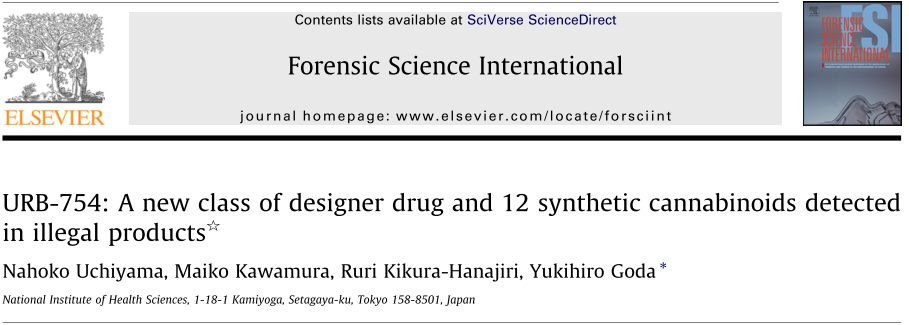 Contents lists available at SciVerse ScienceDirect
Forensic Science International
journal homepage: www.elsevier.com/locate/forsciint
ELSEVIER
FSI
FORENSIC
SCIENCE
INTERNATIONAL
URB-754: A new class of designer drug and 12 synthetic cannabinoids detected
in illegal products☆
Nahoko Uchiyama, Maiko Kawamura, Ruri Kikura-Hanajiri, Yukihiro Goda *
National Institute of Health Sciences, 1-18-1 Kamiyoga, Setagaya-ku, Tokyo 158-8501, Japan